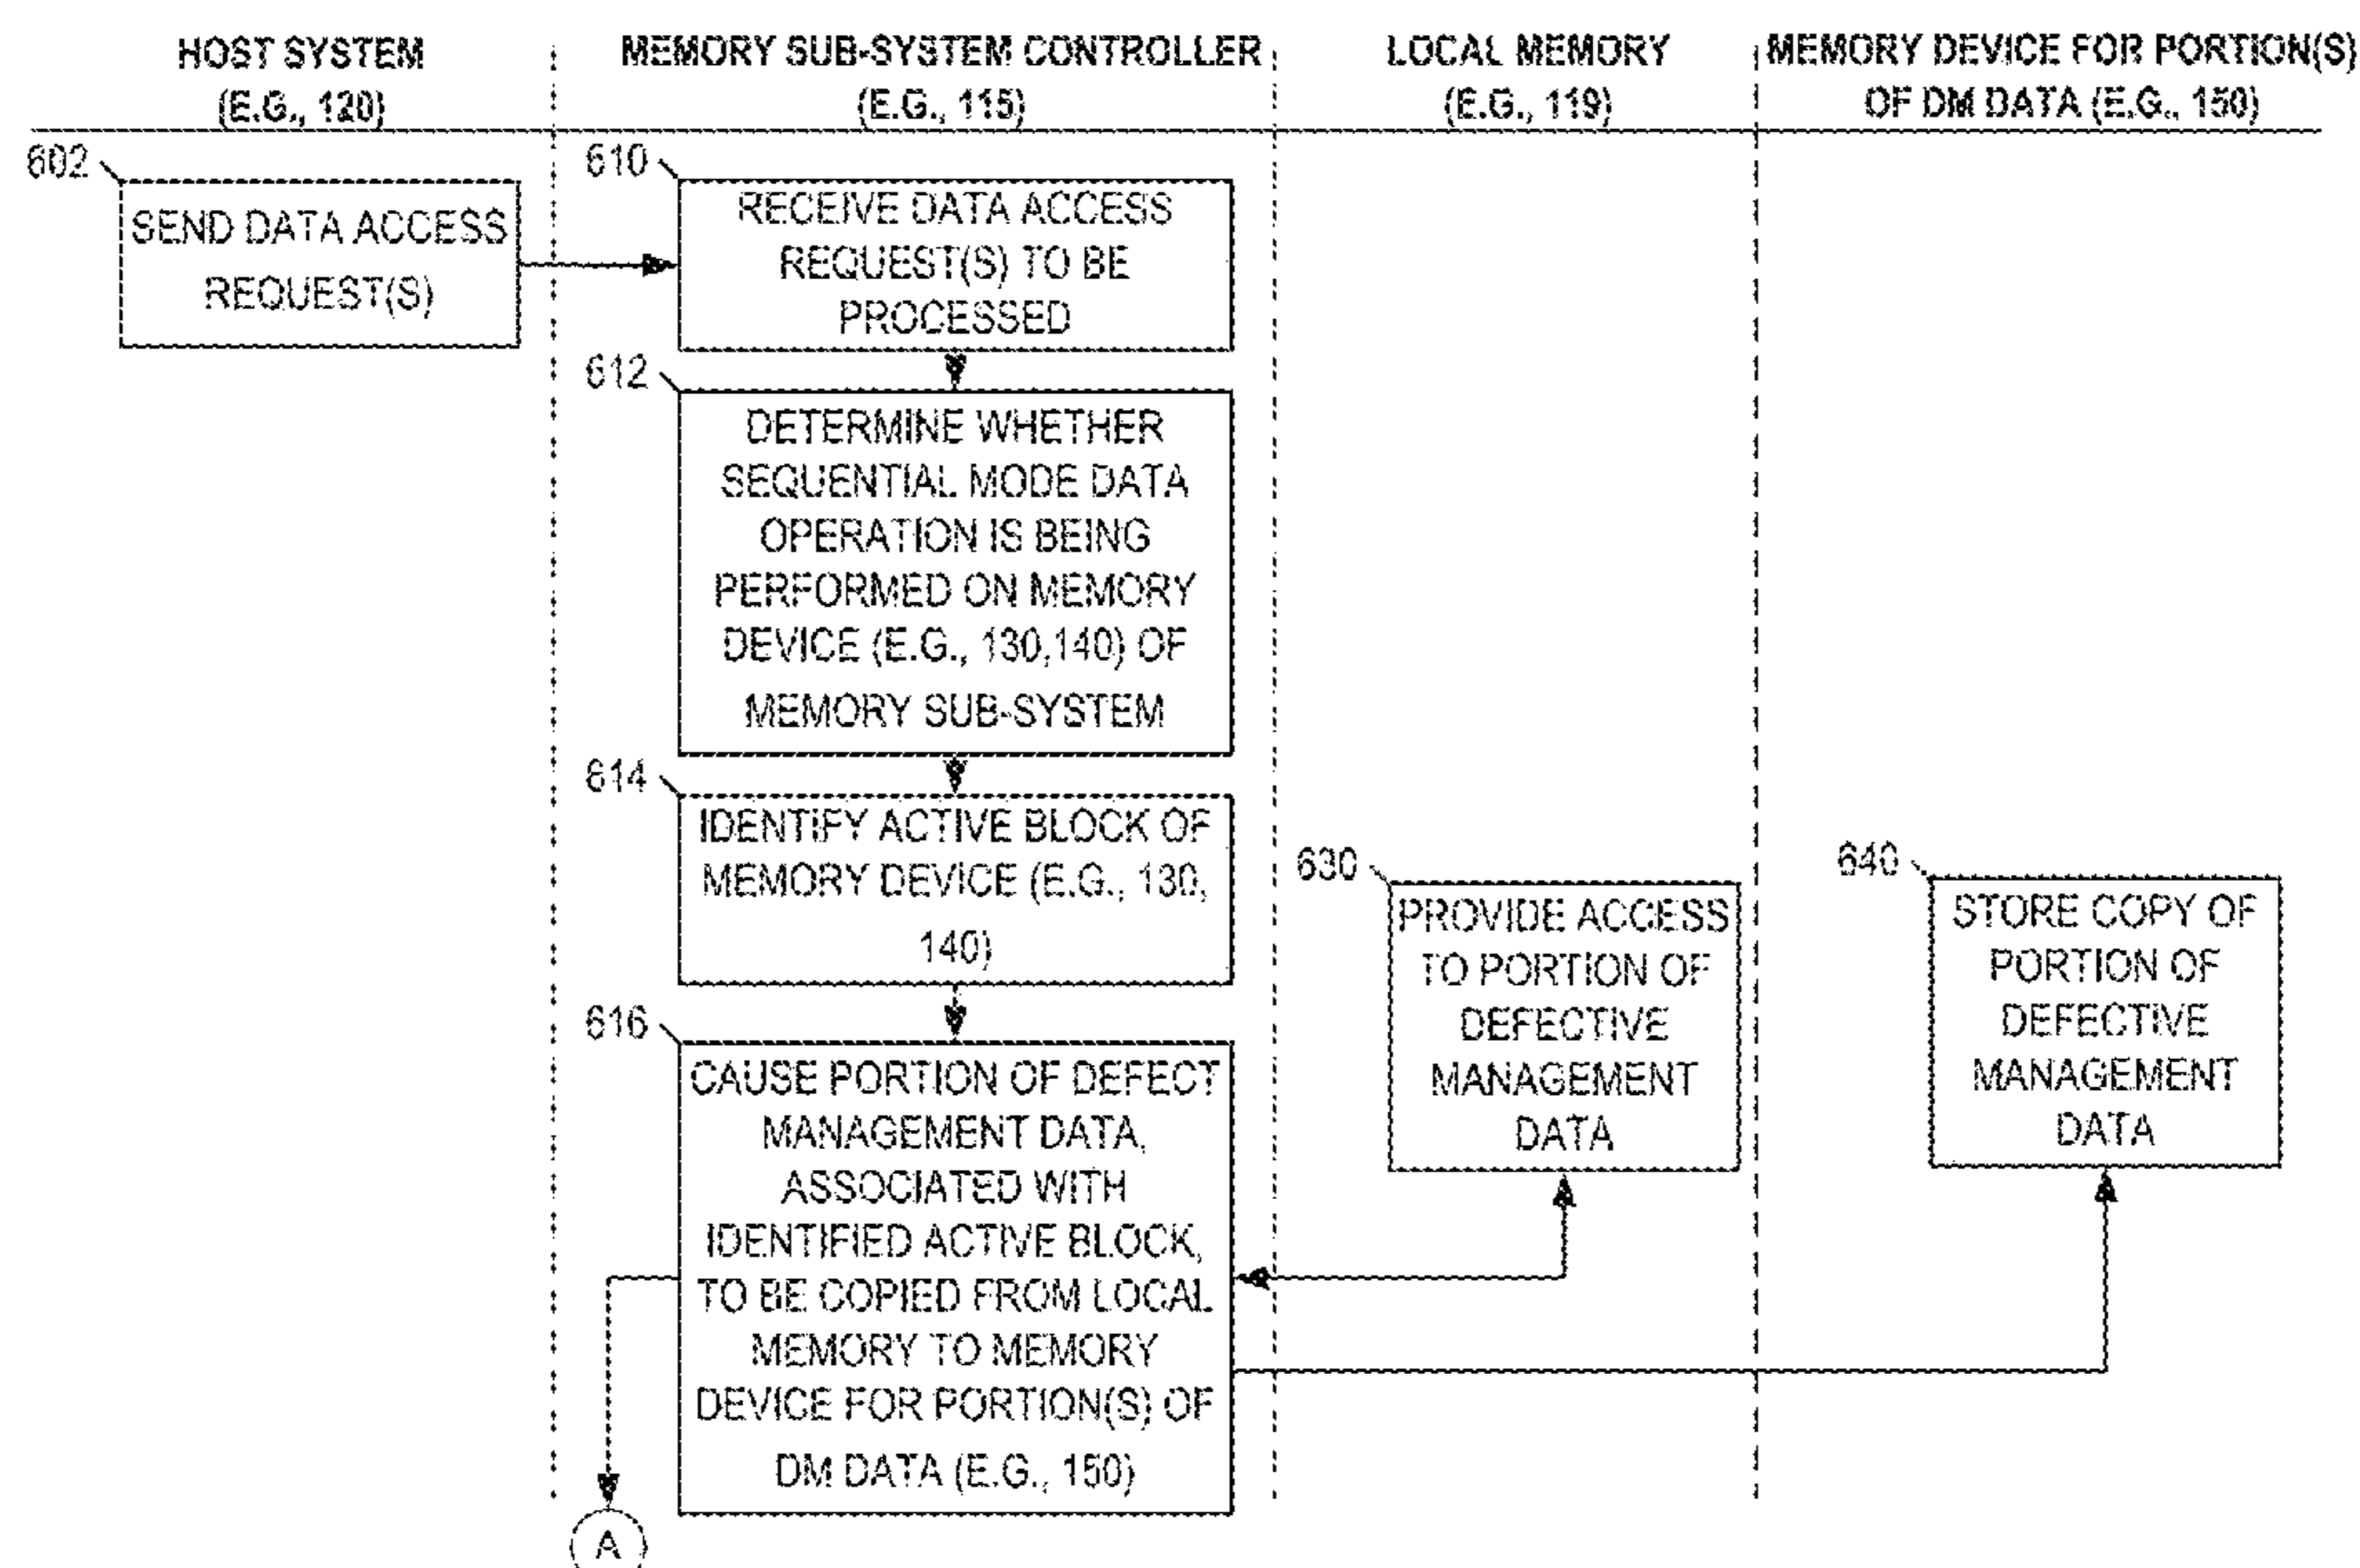 HOST SYSTEM
(E.G., 120)
MEMORY SUB-SYSTEM CONTROLLER
(E.G., 115)
LOCAL MEMORY
(E.G., 119)
MEMORY DEVICE FOR PORTION(S)
OF DM DATA (E.G., 150)
602
SEND DATA ACCESS
REQUEST(S)
610
RECEIVE DATA ACCESS
REQUEST(S) TO BE
PROCESSED
612
DETERMINE WHETHER
SEQUENTIAL MODE DATA
OPERATION IS BEING
PERFORMED ON MEMORY
DEVICE (E.G., 130,140) OF
MEMORY SUB-SYSTEM
614
IDENTIFY ACTIVE BLOCK OF
MEMORY DEVICE (E.G., 130,
140)
616
CAUSE PORTION OF DEFECT
MANAGEMENT DATA,
ASSOCIATED WITH
IDENTIFIED ACTIVE BLOCK,
TO BE COPIED FROM LOCAL
MEMORY TO MEMORY
DEVICE FOR PORTION(S) OF
DM DATA (E.G., 150)
630
PROVIDE ACCESS
TO PORTION OF
DEFECTIVE
MANAGEMENT
DATA
640
STORE COPY OF
PORTION OF
DEFECTIVE
MANAGEMENT
DATA
A